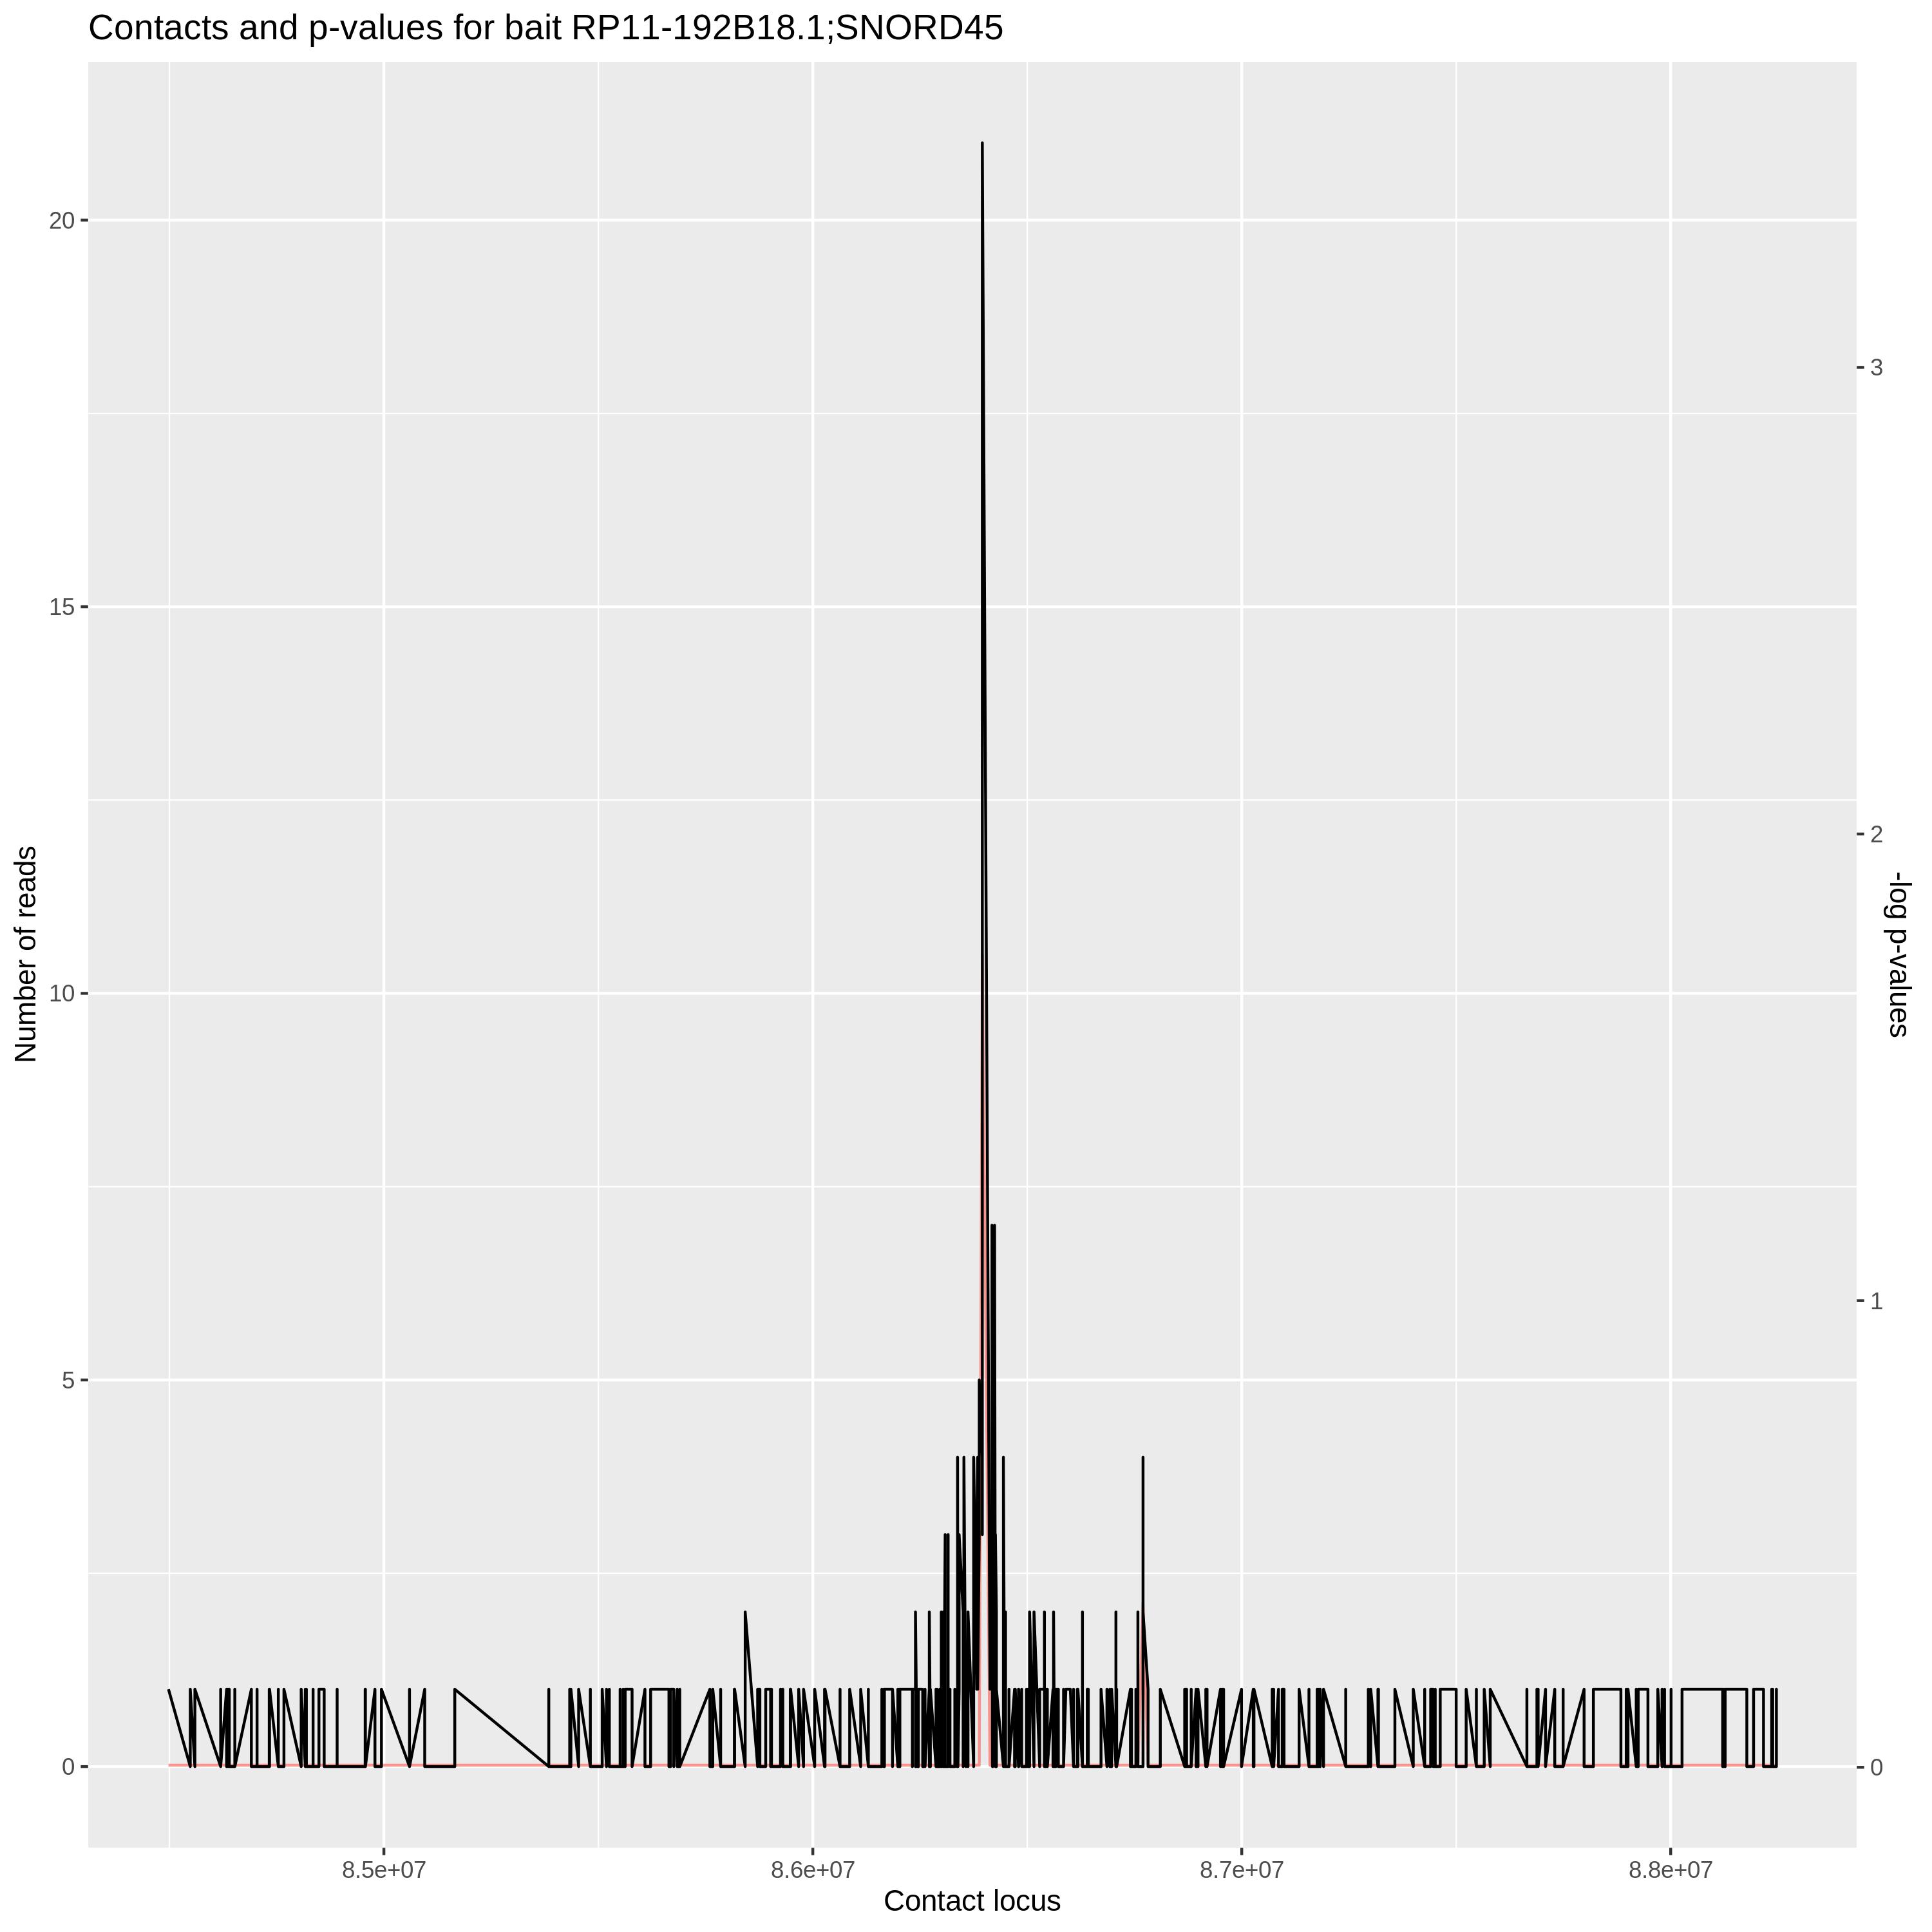 Contacts and p-values for bait RP11-192B18.1;SNORD45
Number of reads
20
15
10
5
0
3
2
1
0
-log p-values
8.5e+07 8.6e+07 8.7e+07 8.8e+07
Contact locus